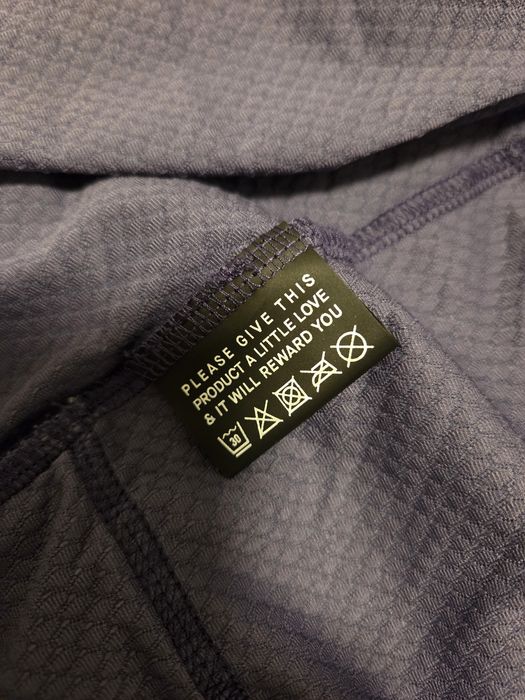 PLEASE GIVE THIS
PRODUCT A LITTLE LOVE
& IT WILL REWARD YOU
30